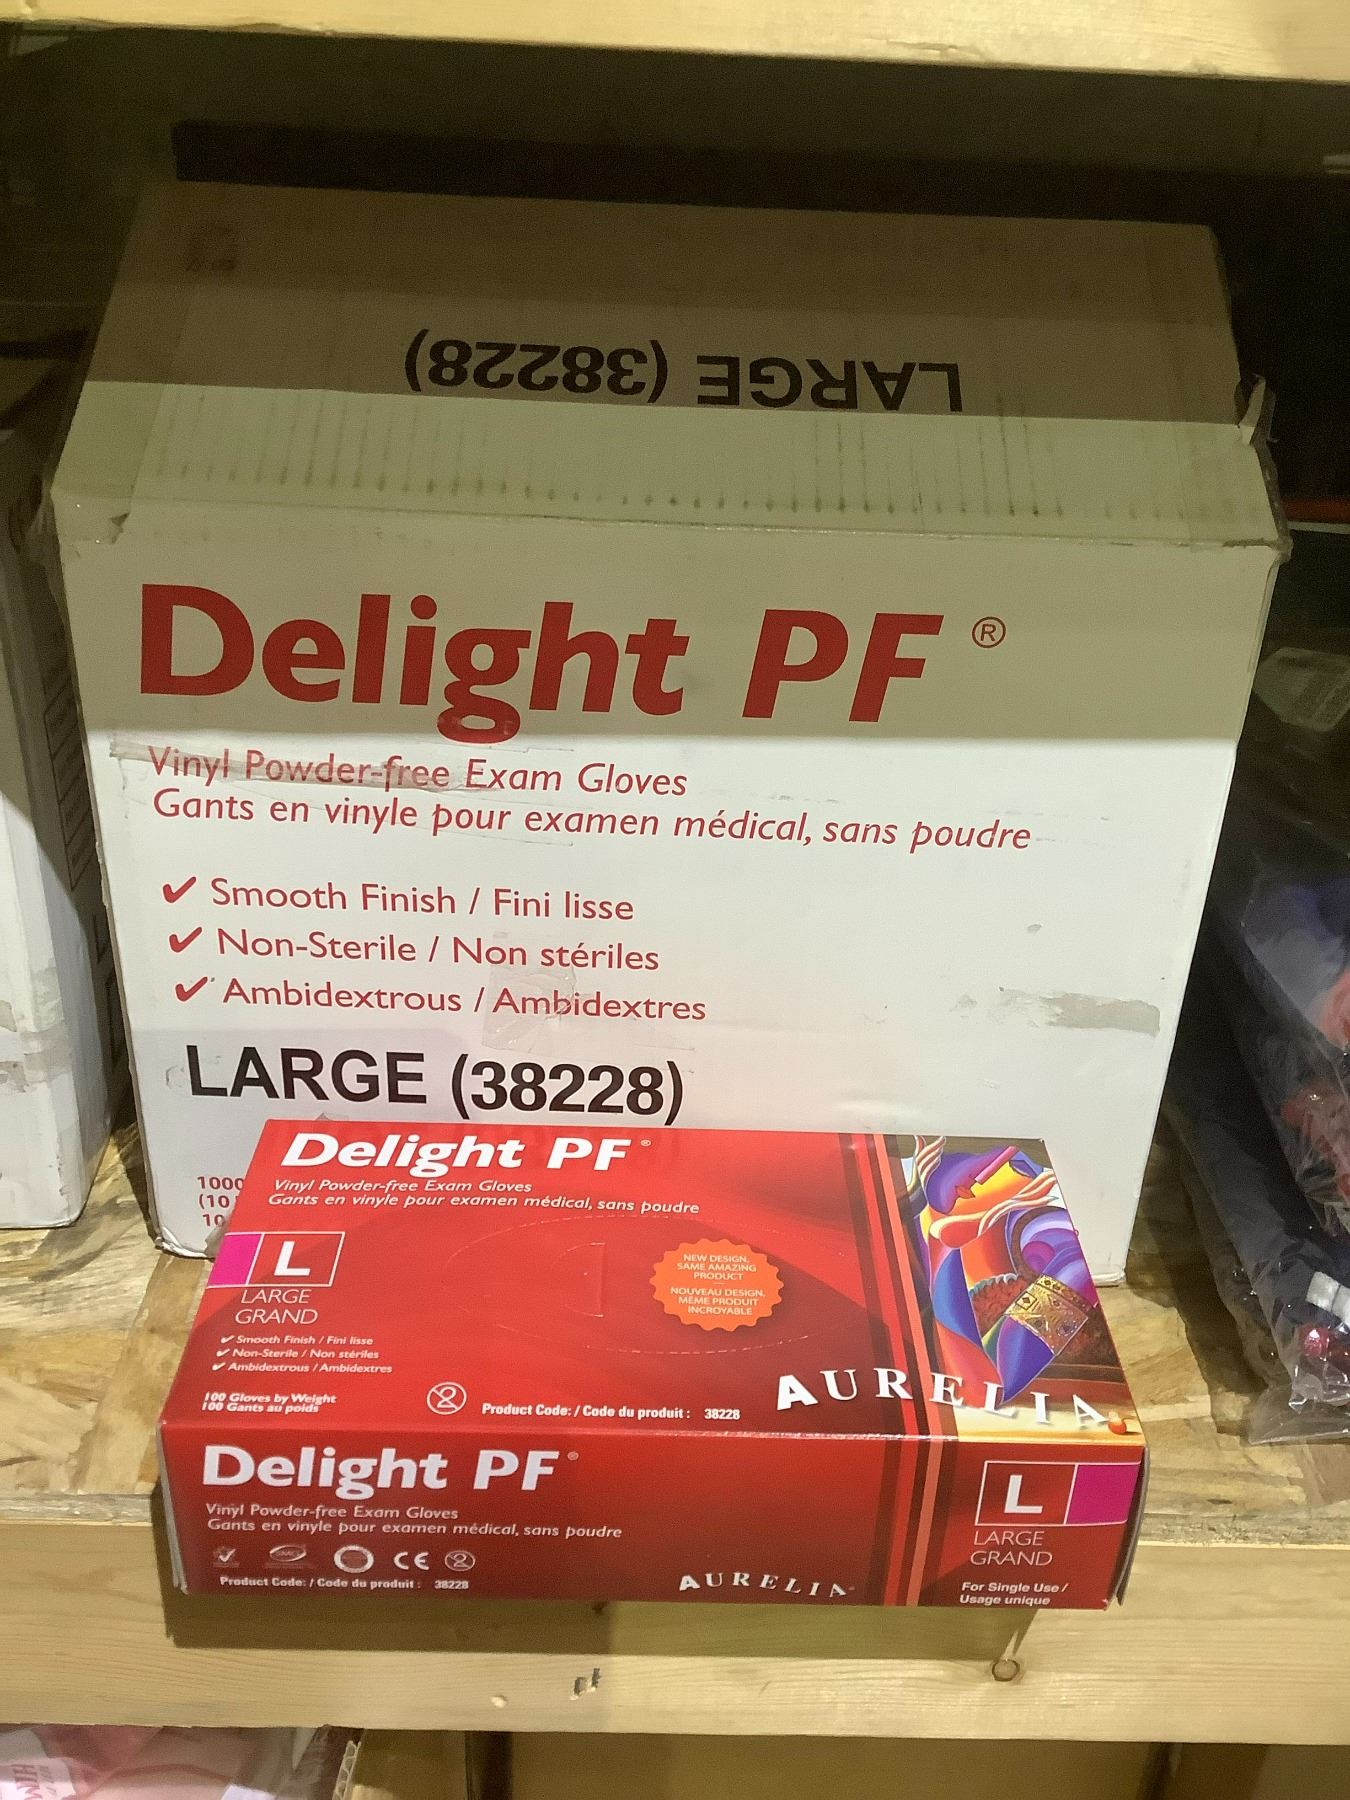 LARGE (38228)
Delight PF ®
Vinyl Powder-free Exam Gloves
Gants en vinyle pour examen médical, sans poudre
✔ Smooth Finish / Fini lisse
✔ Non-Sterile / Non stériles
✔ Ambidextrous / Ambidextres
LARGE (38228)
1000
(10
10
Delight PF®
Vinyl Powder-free Exam Gloves
Gants en vinyle pour examen médical, sans poudre
L
LARGE
GRAND
✔ Smooth Finish / Fini lisse
✔ Non-Sterile / Non stériles
✔ Ambidextrous / Ambidextres
100 Gloves by Weight
100 Gants au poids
2
Product Code: / Code du produit : 38228
NEW DESIGN,
SAME AMAZING
PRODUCT
NOUVEAU DESIGN,
MÊME PRODUIT
INCROYABLE
AURELIA
Delight PF®
Vinyl Powder-free Exam Gloves
Gants en vinyle pour examen médical, sans poudre
CE
2
Product Code: / Code du produit : 38228
AURELIA
L
LARGE
GRAND
For Single Use /
Usage unique